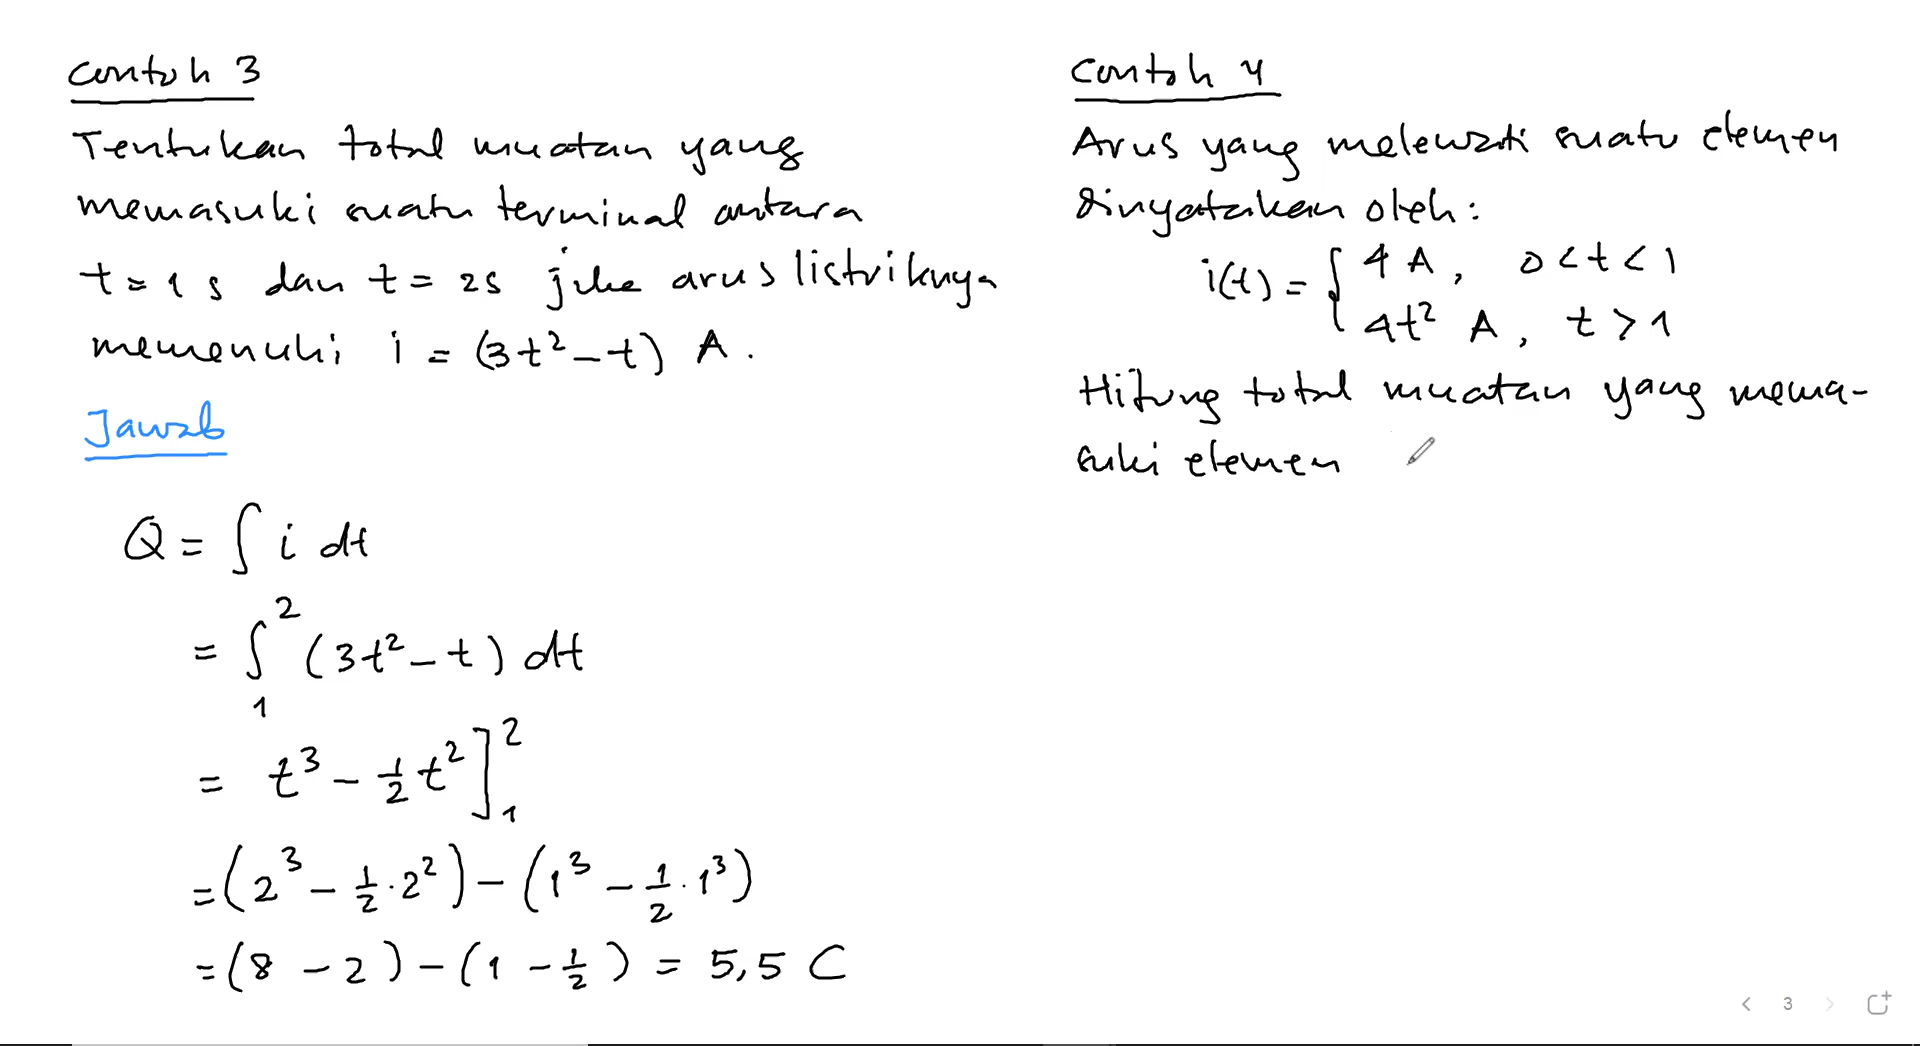 Contoh 3
Tentukan total muatan yang
memasuki suatu terminal antara
t = 1 s dan t = 2s jika arus listriknya
memenuhi i = (3t² - t) A.
Jawab
Q = ∫ i dt
= ∫₁² (3t² - t) dt
= t³ - ½ t² ]₁²
= (2³ - ½ · 2²) - (1³ - ½ · 1³)
= (8 - 2) - (1 - ½) = 5,5 C
Contoh 4
Arus yang melewati suatu elemen
dinyatakan oleh:
i(t) = { 4 A, 0 < t < 1
4t² A, t > 1
Hitung total muatan yang mema-
suki elemen
3